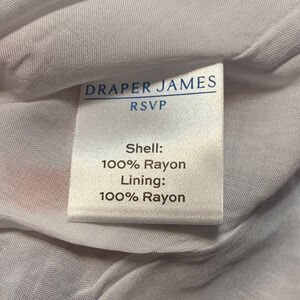 DRAPER JAMES
RSVP
Shell:
100% Rayon
Lining:
100% Rayon